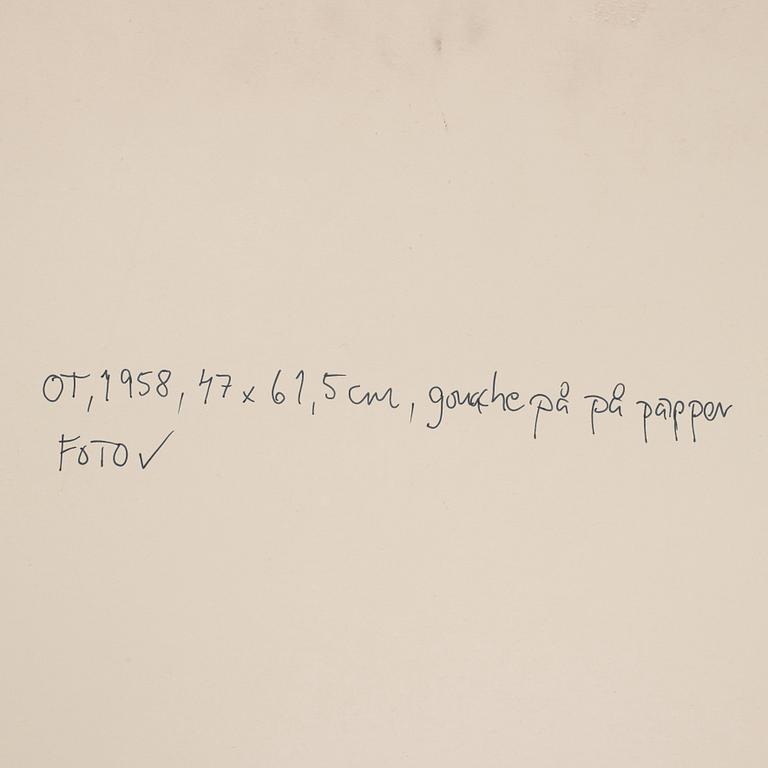 OT, 1958, 47 x 61,5 cm, gouache på på papper
FOTO ✓